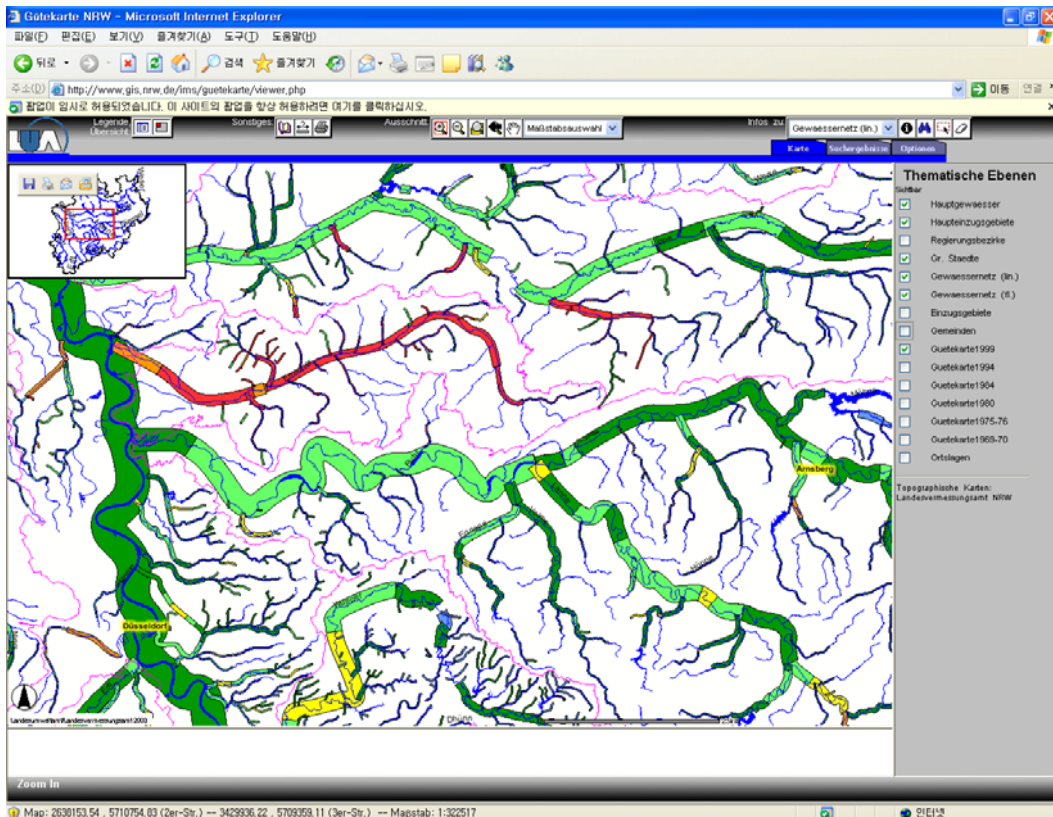 Gütekarte NRW - Microsoft Internet Explorer
파일(F) 편집(E) 보기(V) 즐겨찾기(A) 도구(T) 도움말(H)
뒤로 검색 즐겨찾기
주소(D) http://www.gis.nrw.de/ims/guetekarte/viewer.php 이동 연결
팝업이 임시로 허용되었습니다. 이 사이트의 팝업을 항상 허용하려면 여기를 클릭하십시오.
Legende
Übersicht:
Sonstiges:
Ausschnitt:
Maßstabsauswahl
Infos zu:
Gewaessernetz (lin.)
Karte Suchergebnisse Optionen
Thematische Ebenen
Sichtbar
Hauptgewaesser
Haupteinzugsgebiete
Regierungsbezirke
Gr. Staedte
Gewaessernetz (lin.)
Gewaessernetz (fl.)
Einzugsgebiete
Gemeinden
Guetekarte1999
Guetekarte1994
Guetekarte1984
Guetekarte1980
Guetekarte1975-76
Guetekarte1969-70
Ortslagen
Topographische Karten:
Landesvermessungsamt NRW
Arnsberg
Düsseldorf
Dhünn
Zoom In
Map: 2638153.54 , 5710754.83 (2er-Str.) -- 3429936.22 , 5709359.11 (3er-Str.) -- Maßstab: 1:322517
인터넷